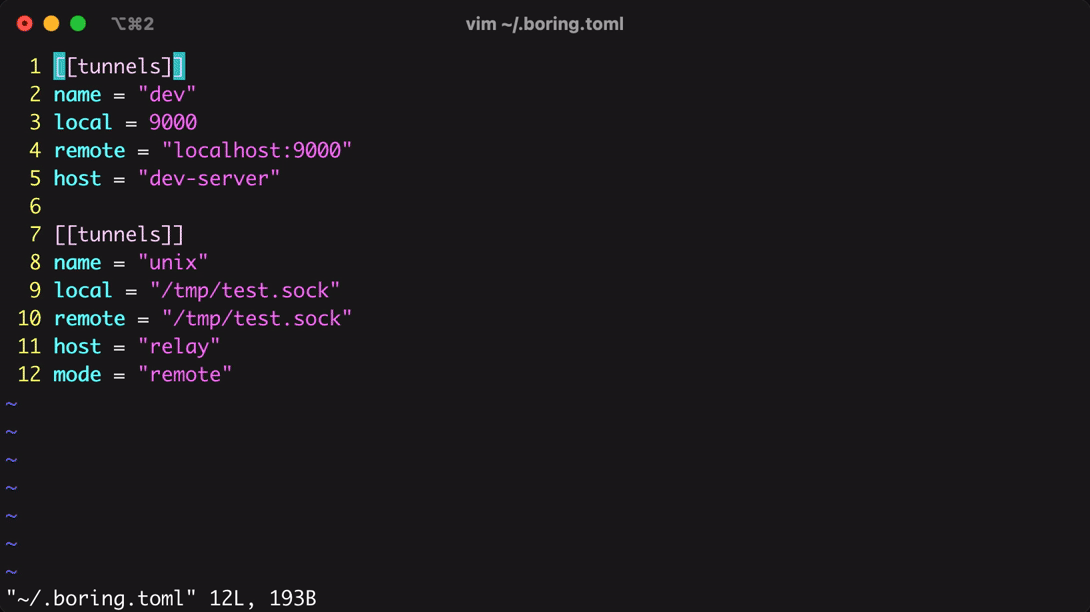 ⌥⌘2 vim ~/.boring.toml
1 [[tunnels]]
2 name = "dev"
3 local = 9000
4 remote = "localhost:9000"
5 host = "dev-server"
6
7 [[tunnels]]
8 name = "unix"
9 local = "/tmp/test.sock"
10 remote = "/tmp/test.sock"
11 host = "relay"
12 mode = "remote"
~
~
~
~
~
~
~
"~/.boring.toml" 12L, 193B